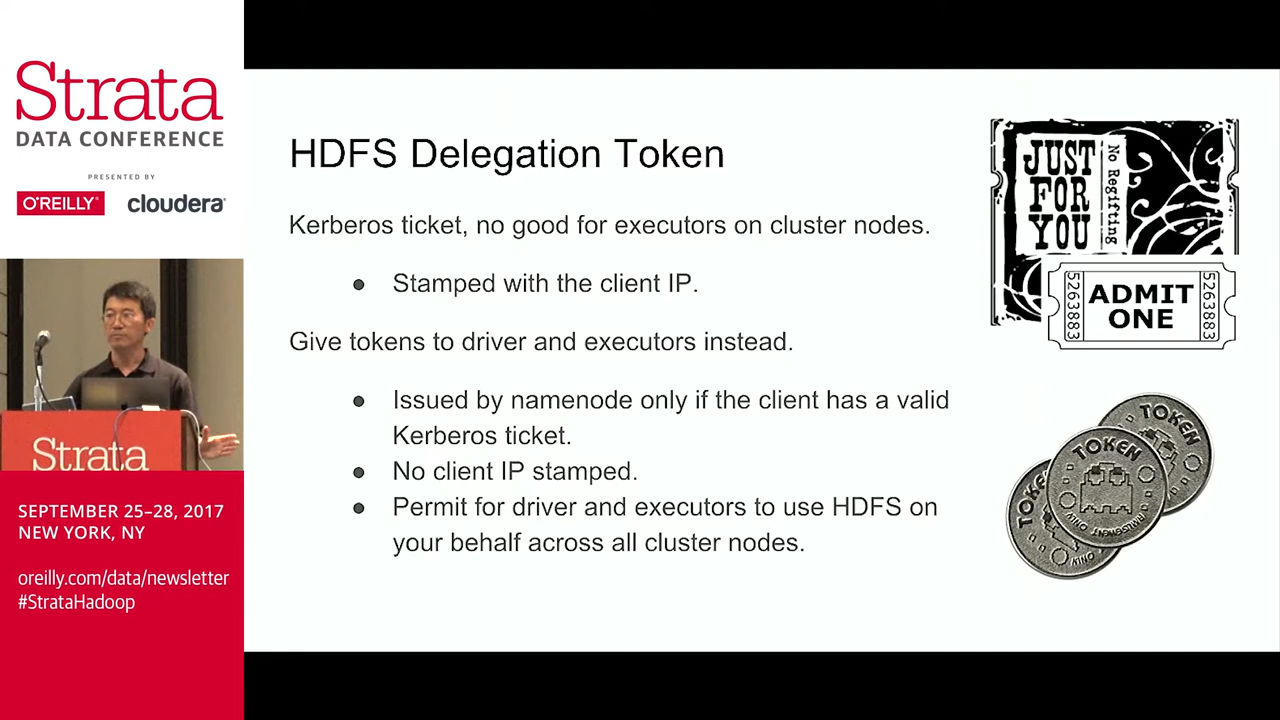 Strata
DATA CONFERENCE
PRESENTED BY
O'REILLY® cloudera®
Strata
SEPTEMBER 25–28, 2017
NEW YORK, NY
oreilly.com/data/newsletter
#StrataHadoop
HDFS Delegation Token
Kerberos ticket, no good for executors on cluster nodes.
● Stamped with the client IP.
Give tokens to driver and executors instead.
● Issued by namenode only if the client has a valid
Kerberos ticket.
● No client IP stamped.
● Permit for driver and executors to use HDFS on
your behalf across all cluster nodes.
JUST
FOR
YOU
No Regifting
5263883
ADMIT
ONE
5263883
TOKEN
TOKEN
TOKE
KING
KING